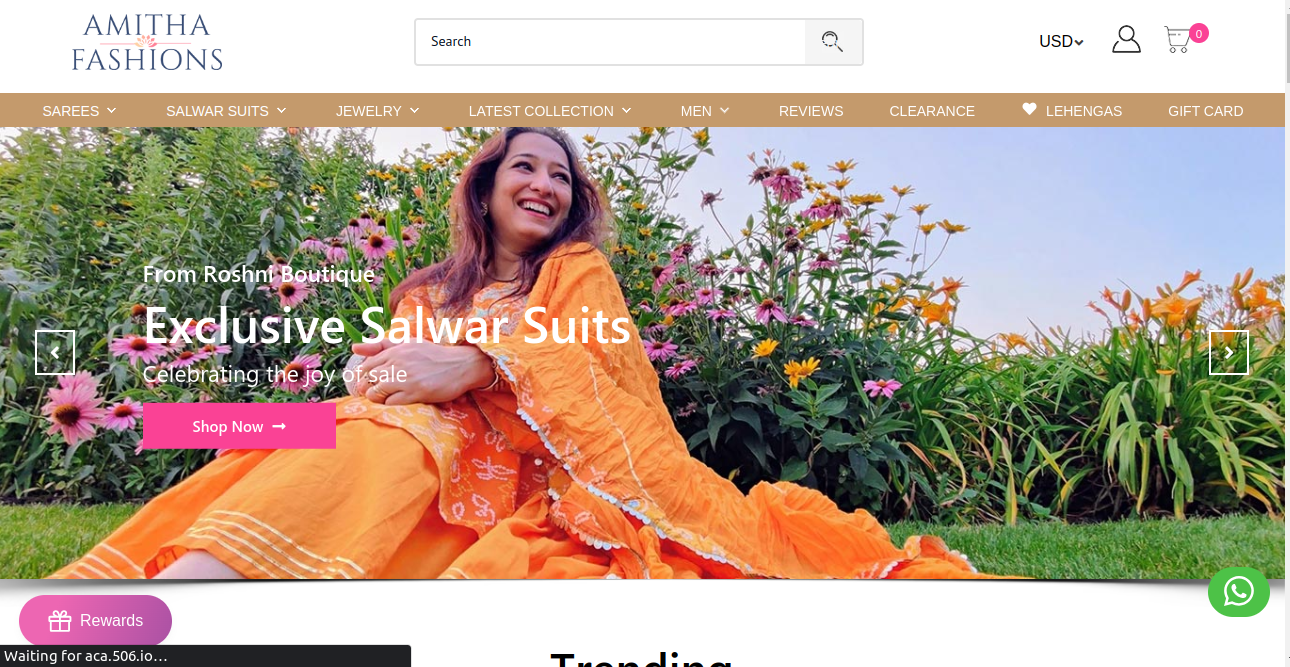 AMITHA
FASHIONS
Search
USD
0
SAREES
SALWAR SUITS
JEWELRY
LATEST COLLECTION
MEN
REVIEWS
CLEARANCE
LEHENGAS
GIFT CARD
From Roshni Boutique
Exclusive Salwar Suits
Celebrating the joy of sale
Shop Now
Rewards
Waiting for aca.506.io...
Trending